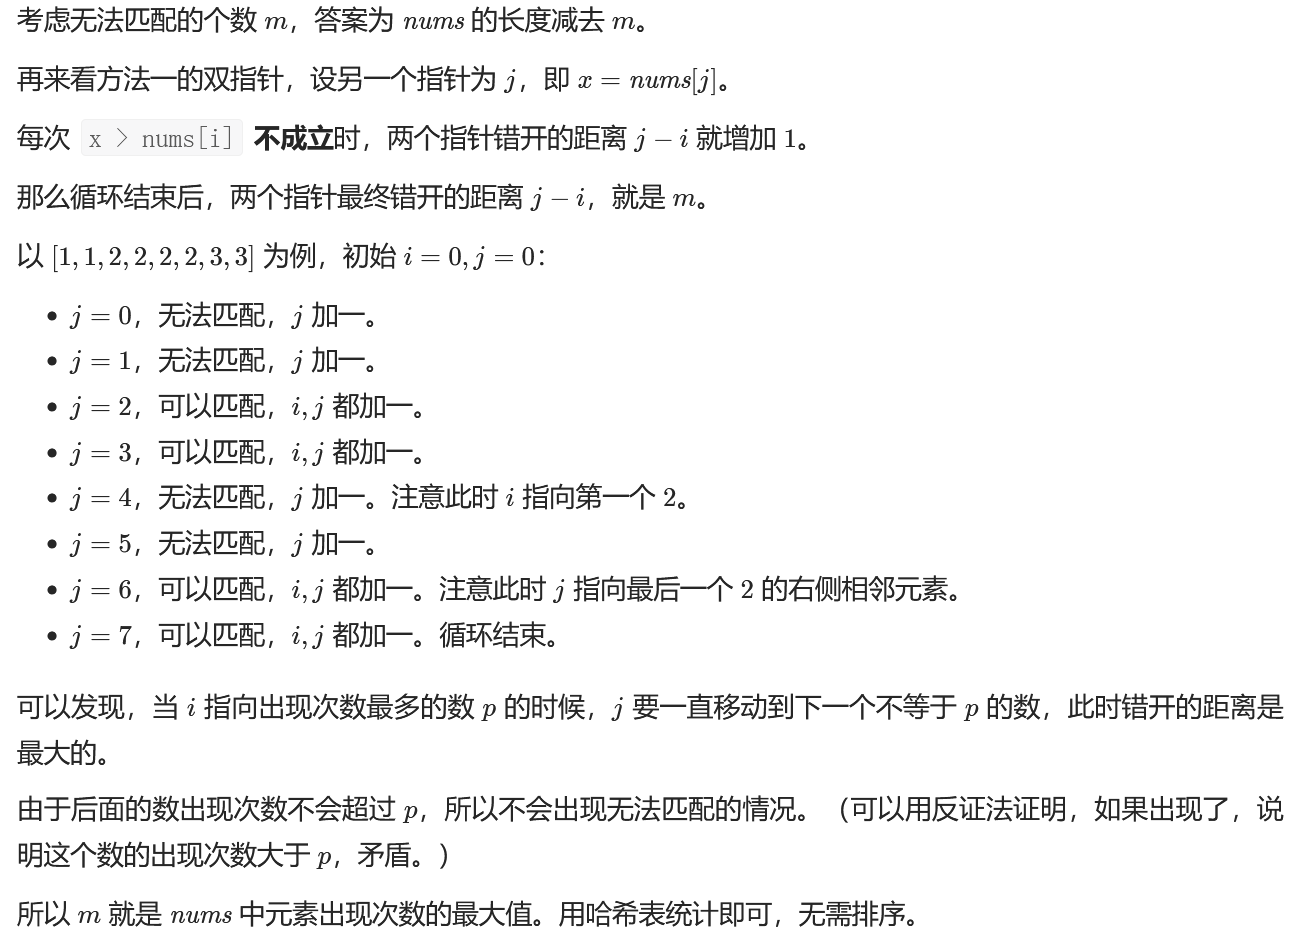 考虑无法匹配的个数 m，答案为 nums 的长度减去 m。
再来看方法一的双指针，设另一个指针为 j，即 x = nums[j]。
每次 x > nums[i] 不成立时，两个指针错开的距离 j − i 就增加 1。
那么循环结束后，两个指针最终错开的距离 j − i，就是 m。
以 [1, 1, 2, 2, 2, 2, 3, 3] 为例，初始 i = 0, j = 0：
• j = 0，无法匹配，j 加一。
• j = 1，无法匹配，j 加一。
• j = 2，可以匹配，i, j 都加一。
• j = 3，可以匹配，i, j 都加一。
• j = 4，无法匹配，j 加一。注意此时 i 指向第一个 2。
• j = 5，无法匹配，j 加一。
• j = 6，可以匹配，i, j 都加一。注意此时 j 指向最后一个 2 的右侧相邻元素。
• j = 7，可以匹配，i, j 都加一。循环结束。
可以发现，当 i 指向出现次数最多的数 p 的时候，j 要一直移动到下一个不等于 p 的数，此时错开的距离是
最大的。
由于后面的数出现次数不会超过 p，所以不会出现无法匹配的情况。（可以用反证法证明，如果出现了，说
明这个数的出现次数大于 p，矛盾。）
所以 m 就是 nums 中元素出现次数的最大值。用哈希表统计即可，无需排序。